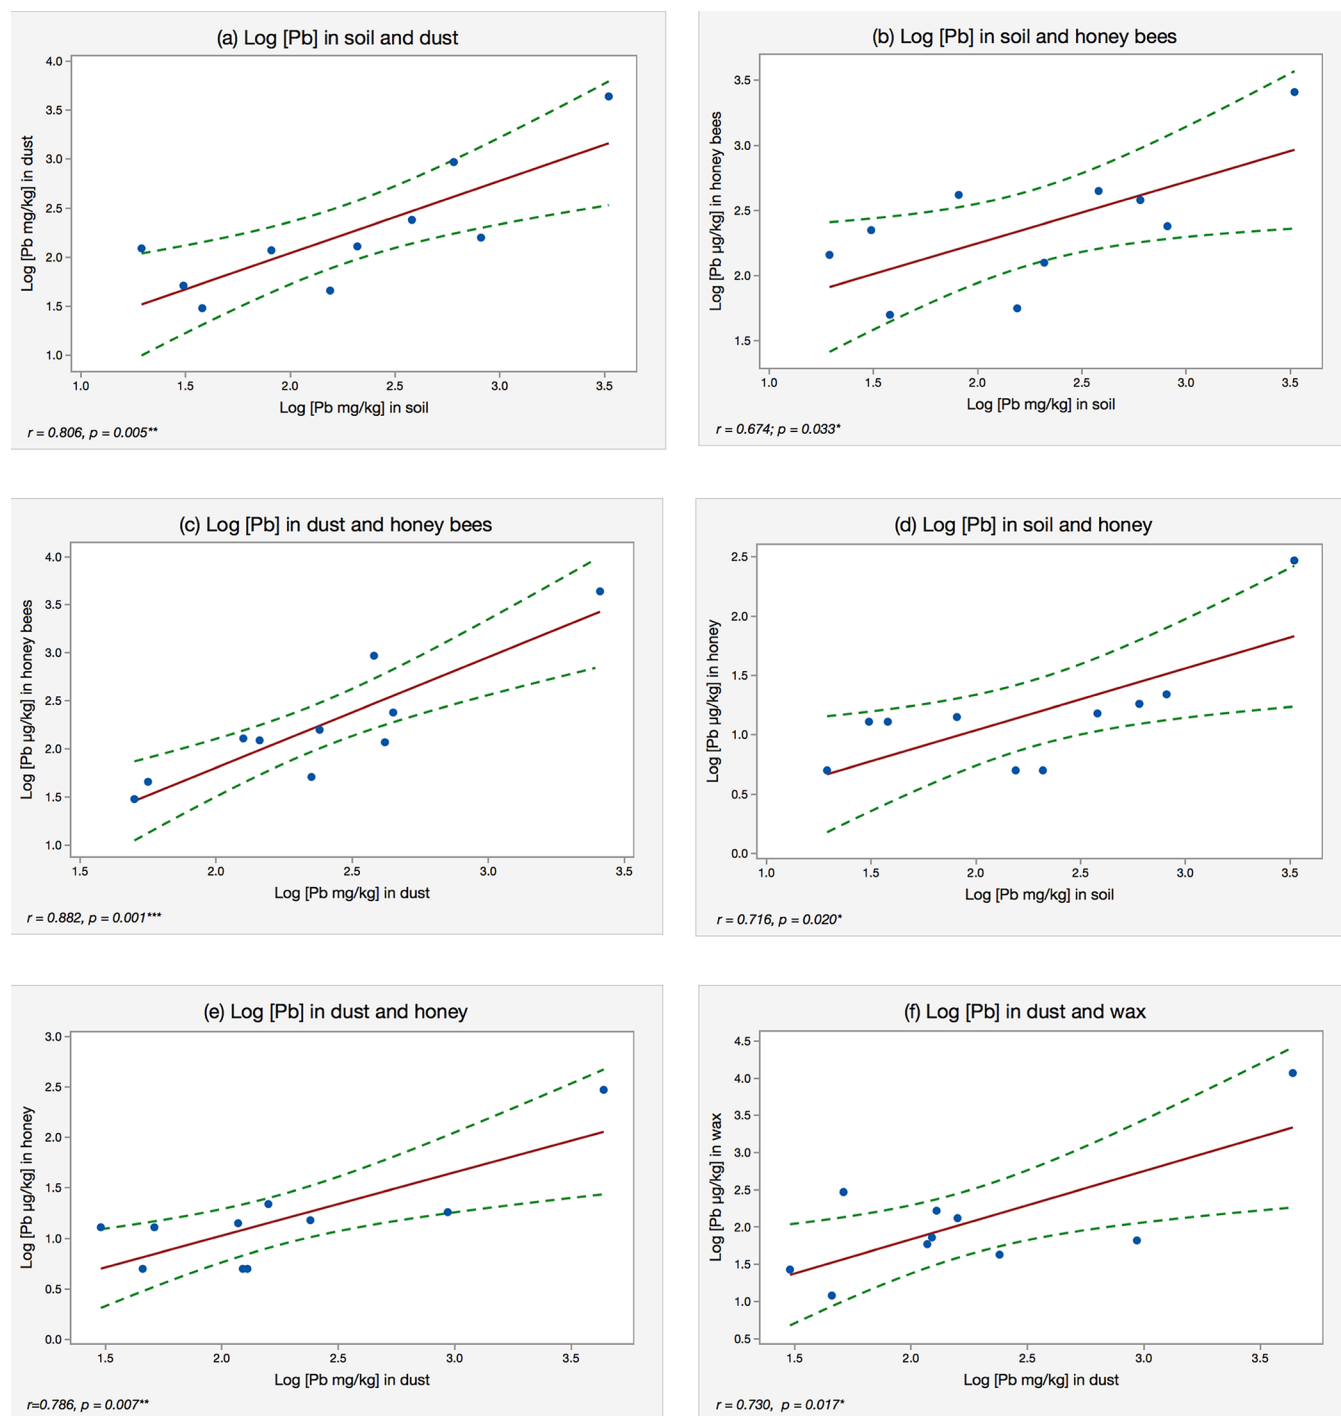 (a) Log [Pb] in soil and dust
Log [Pb mg/kg] in dust
4.0
3.5
3.0
2.5
2.0
1.5
1.0
1.0 1.5 2.0 2.5 3.0 3.5
Log [Pb mg/kg] in soil
r = 0.806, p = 0.005**
(b) Log [Pb] in soil and honey bees
Log [Pb µg/kg] in honey bees
3.5
3.0
2.5
2.0
1.5
1.0 1.5 2.0 2.5 3.0 3.5
Log [Pb mg/kg] in soil
r = 0.674; p = 0.033*
(c) Log [Pb] in dust and honey bees
Log [Pb µg/kg] in honey bees
4.0
3.5
3.0
2.5
2.0
1.5
1.0
1.5 2.0 2.5 3.0 3.5
Log [Pb mg/kg] in dust
r = 0.882, p = 0.001***
(d) Log [Pb] in soil and honey
Log [Pb µg/kg] in honey
2.5
2.0
1.5
1.0
0.5
0.0
1.0 1.5 2.0 2.5 3.0 3.5
Log [Pb mg/kg] in soil
r = 0.716, p = 0.020*
(e) Log [Pb] in dust and honey
Log [Pb µg/kg] in honey
3.0
2.5
2.0
1.5
1.0
0.5
0.0
1.5 2.0 2.5 3.0 3.5
Log [Pb mg/kg] in dust
r=0.786, p = 0.007**
(f) Log [Pb] in dust and wax
Log [Pb µg/kg] in wax
4.5
4.0
3.5
3.0
2.5
2.0
1.5
1.0
0.5
1.5 2.0 2.5 3.0 3.5
Log [Pb mg/kg] in dust
r = 0.730, p = 0.017*